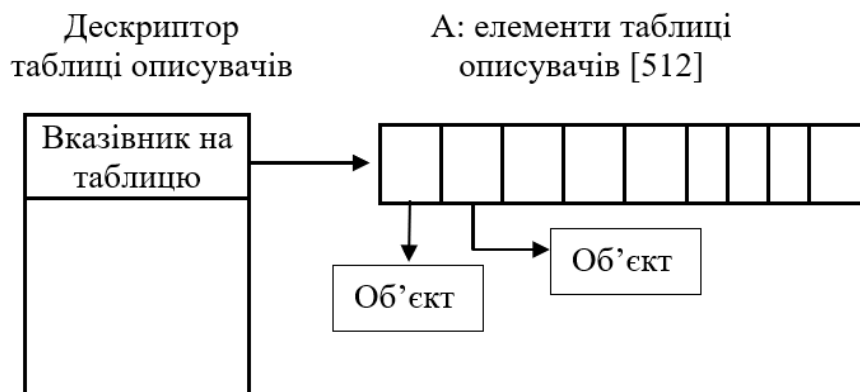 Дескриптор
таблиці описувачів
А: елементи таблиці
описувачів [512]
Вказівник на
таблицю
Об’єкт
Об’єкт